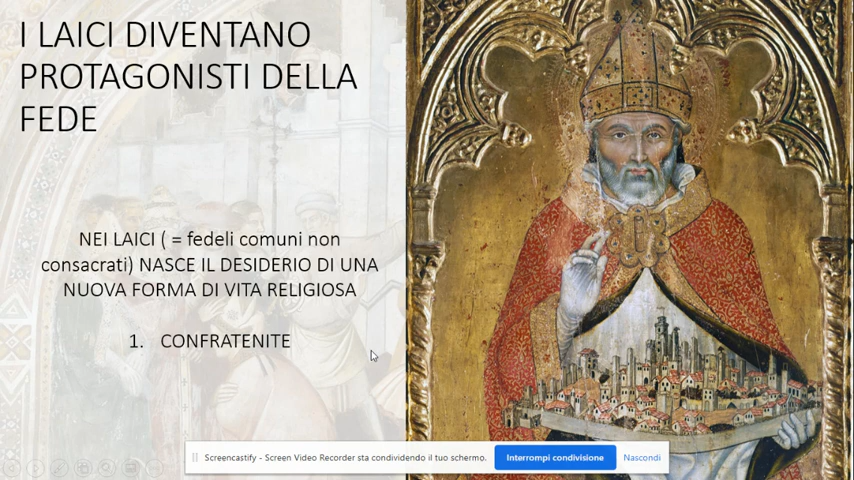 I LAICI DIVENTANO
PROTAGONISTI DELLA
FEDE
NEI LAICI ( = fedeli comuni non
consacrati) NASCE IL DESIDERIO DI UNA
NUOVA FORMA DI VITA RELIGIOSA
1. CONFRATENITE
Screencastify - Screen Video Recorder sta condividendo il tuo schermo.
Interrompi condivisione
Nascondi